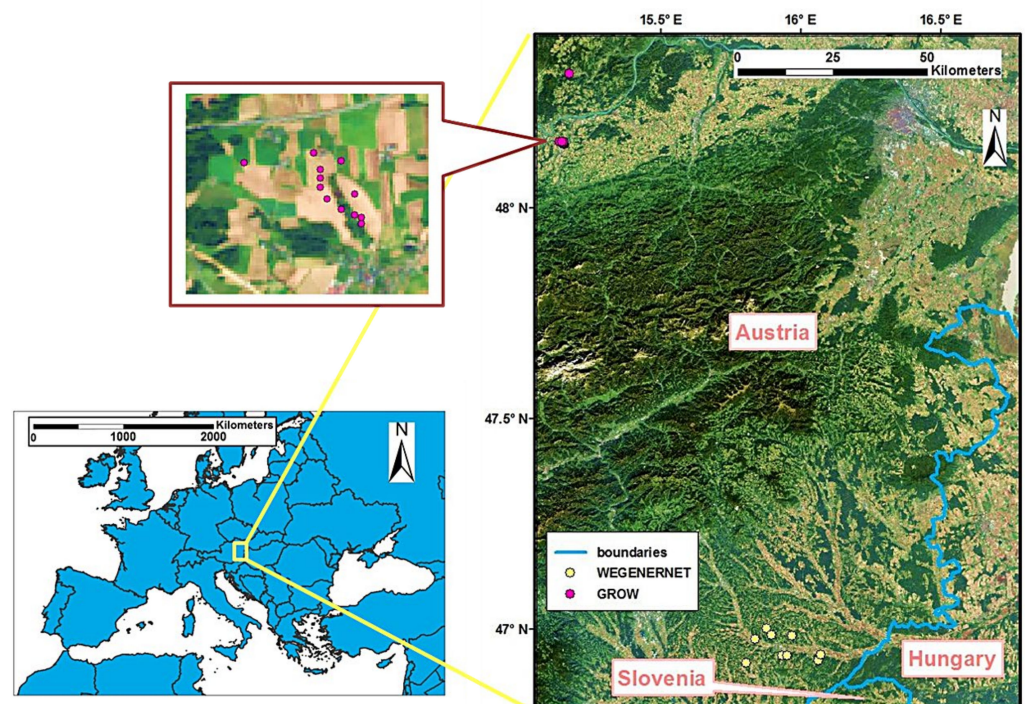 15.5° E 16° E 16.5° E
0 25 50
Kilometers
N
48° N
Austria
47.5° N
Kilometers
0 1000 2000
N
boundaries
WEGENERNET
GROW
47° N
Hungary
Slovenia